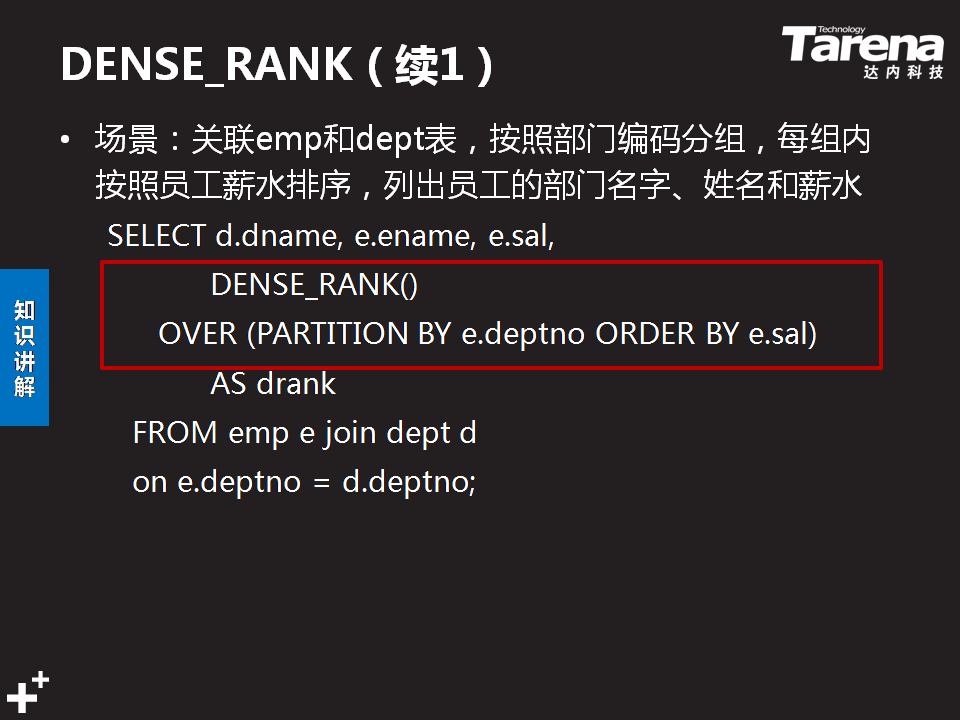 DENSE_RANK（续1）
Technology
Tarena
达内科技
• 场景：关联emp和dept表，按照部门编码分组，每组内
按照员工薪水排序，列出员工的部门名字、姓名和薪水
SELECT d.dname, e.ename, e.sal,
DENSE_RANK()
OVER (PARTITION BY e.deptno ORDER BY e.sal)
AS drank
FROM emp e join dept d
on e.deptno = d.deptno;
知识讲解